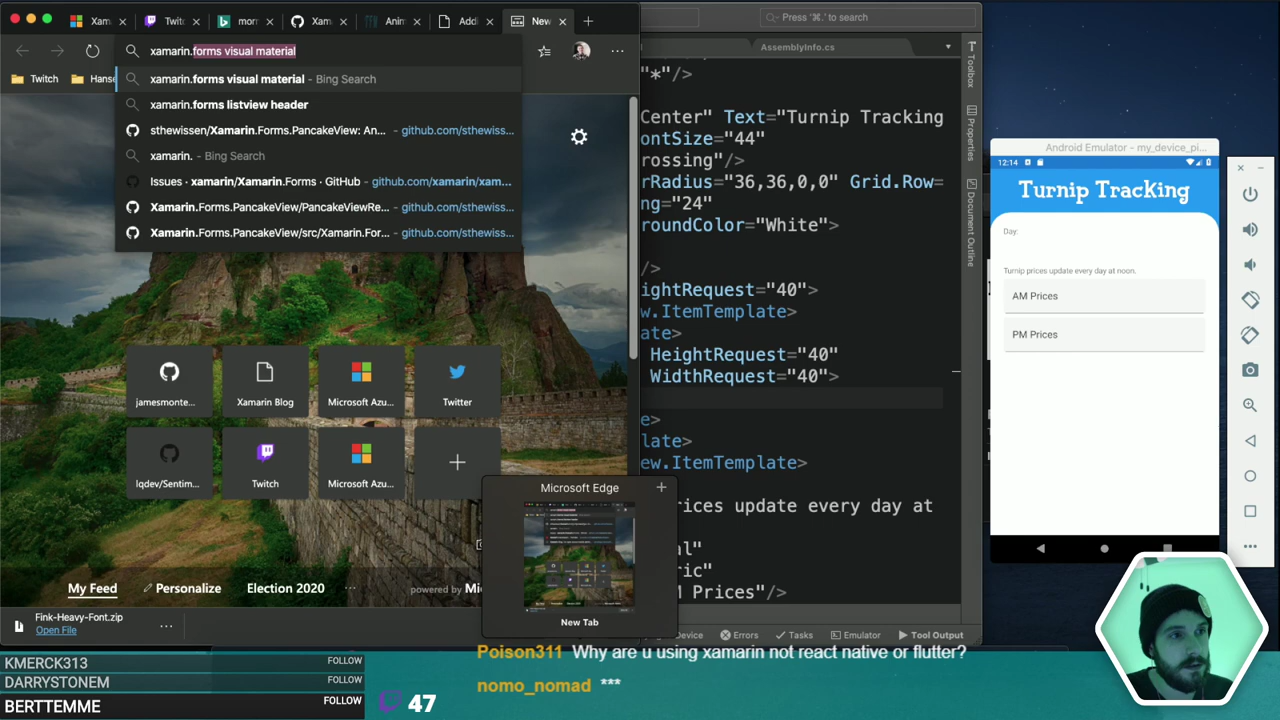 Xam
Twitc
morr
Xam
Anim
Addi
New
xamarin.forms visual material
Twitch
Hanse
xamarin.forms visual material - Bing Search
xamarin.forms listview header
sthewissen/Xamarin.Forms.PancakeView: An... - github.com/sthewiss...
xamarin. - Bing Search
Issues · xamarin/Xamarin.Forms · GitHub - github.com/xamarin/xam...
Xamarin.Forms.PancakeView/PancakeViewRe... - github.com/sthewiss...
Xamarin.Forms.PancakeView/src/Xamarin.For... - github.com/sthewiss...
jamesmonte...
Xamarin Blog
Microsoft Azu...
Twitter
lqdev/Sentim...
Twitch
Microsoft Azu...
My Feed
Personalize
Election 2020
...
powered by Mi
Fink-Heavy-Font.zip
Open File
Microsoft Edge
New Tab
Press '⌘.' to search
AssemblyInfo.cs
"*"/>
Center" Text="Turnip Tracking
ontSize="44"
rossing"/>
rRadius="36,36,0,0" Grid.Row=
ng="24"
roundColor="White">
/>
ightRequest="40">
w.ItemTemplate>
ate>
HeightRequest="40"
WidthRequest="40">
e>
late>
ew.ItemTemplate>
rices update every day at
al"
ric"
M Prices"/>
Toolbox
Properties
Document Outline
Device
Errors
Tasks
Emulator
Tool Output
Android Emulator - my_device_pi...
12:14
Turnip Tracking
Day:
Turnip prices update every day at noon.
AM Prices
PM Prices
Poison311 Why are u using xamarin not react native or flutter?
nomo_nomad ***
KMERCK313 FOLLOW
DARRYSTONEM FOLLOW
BERTTEMME FOLLOW
47